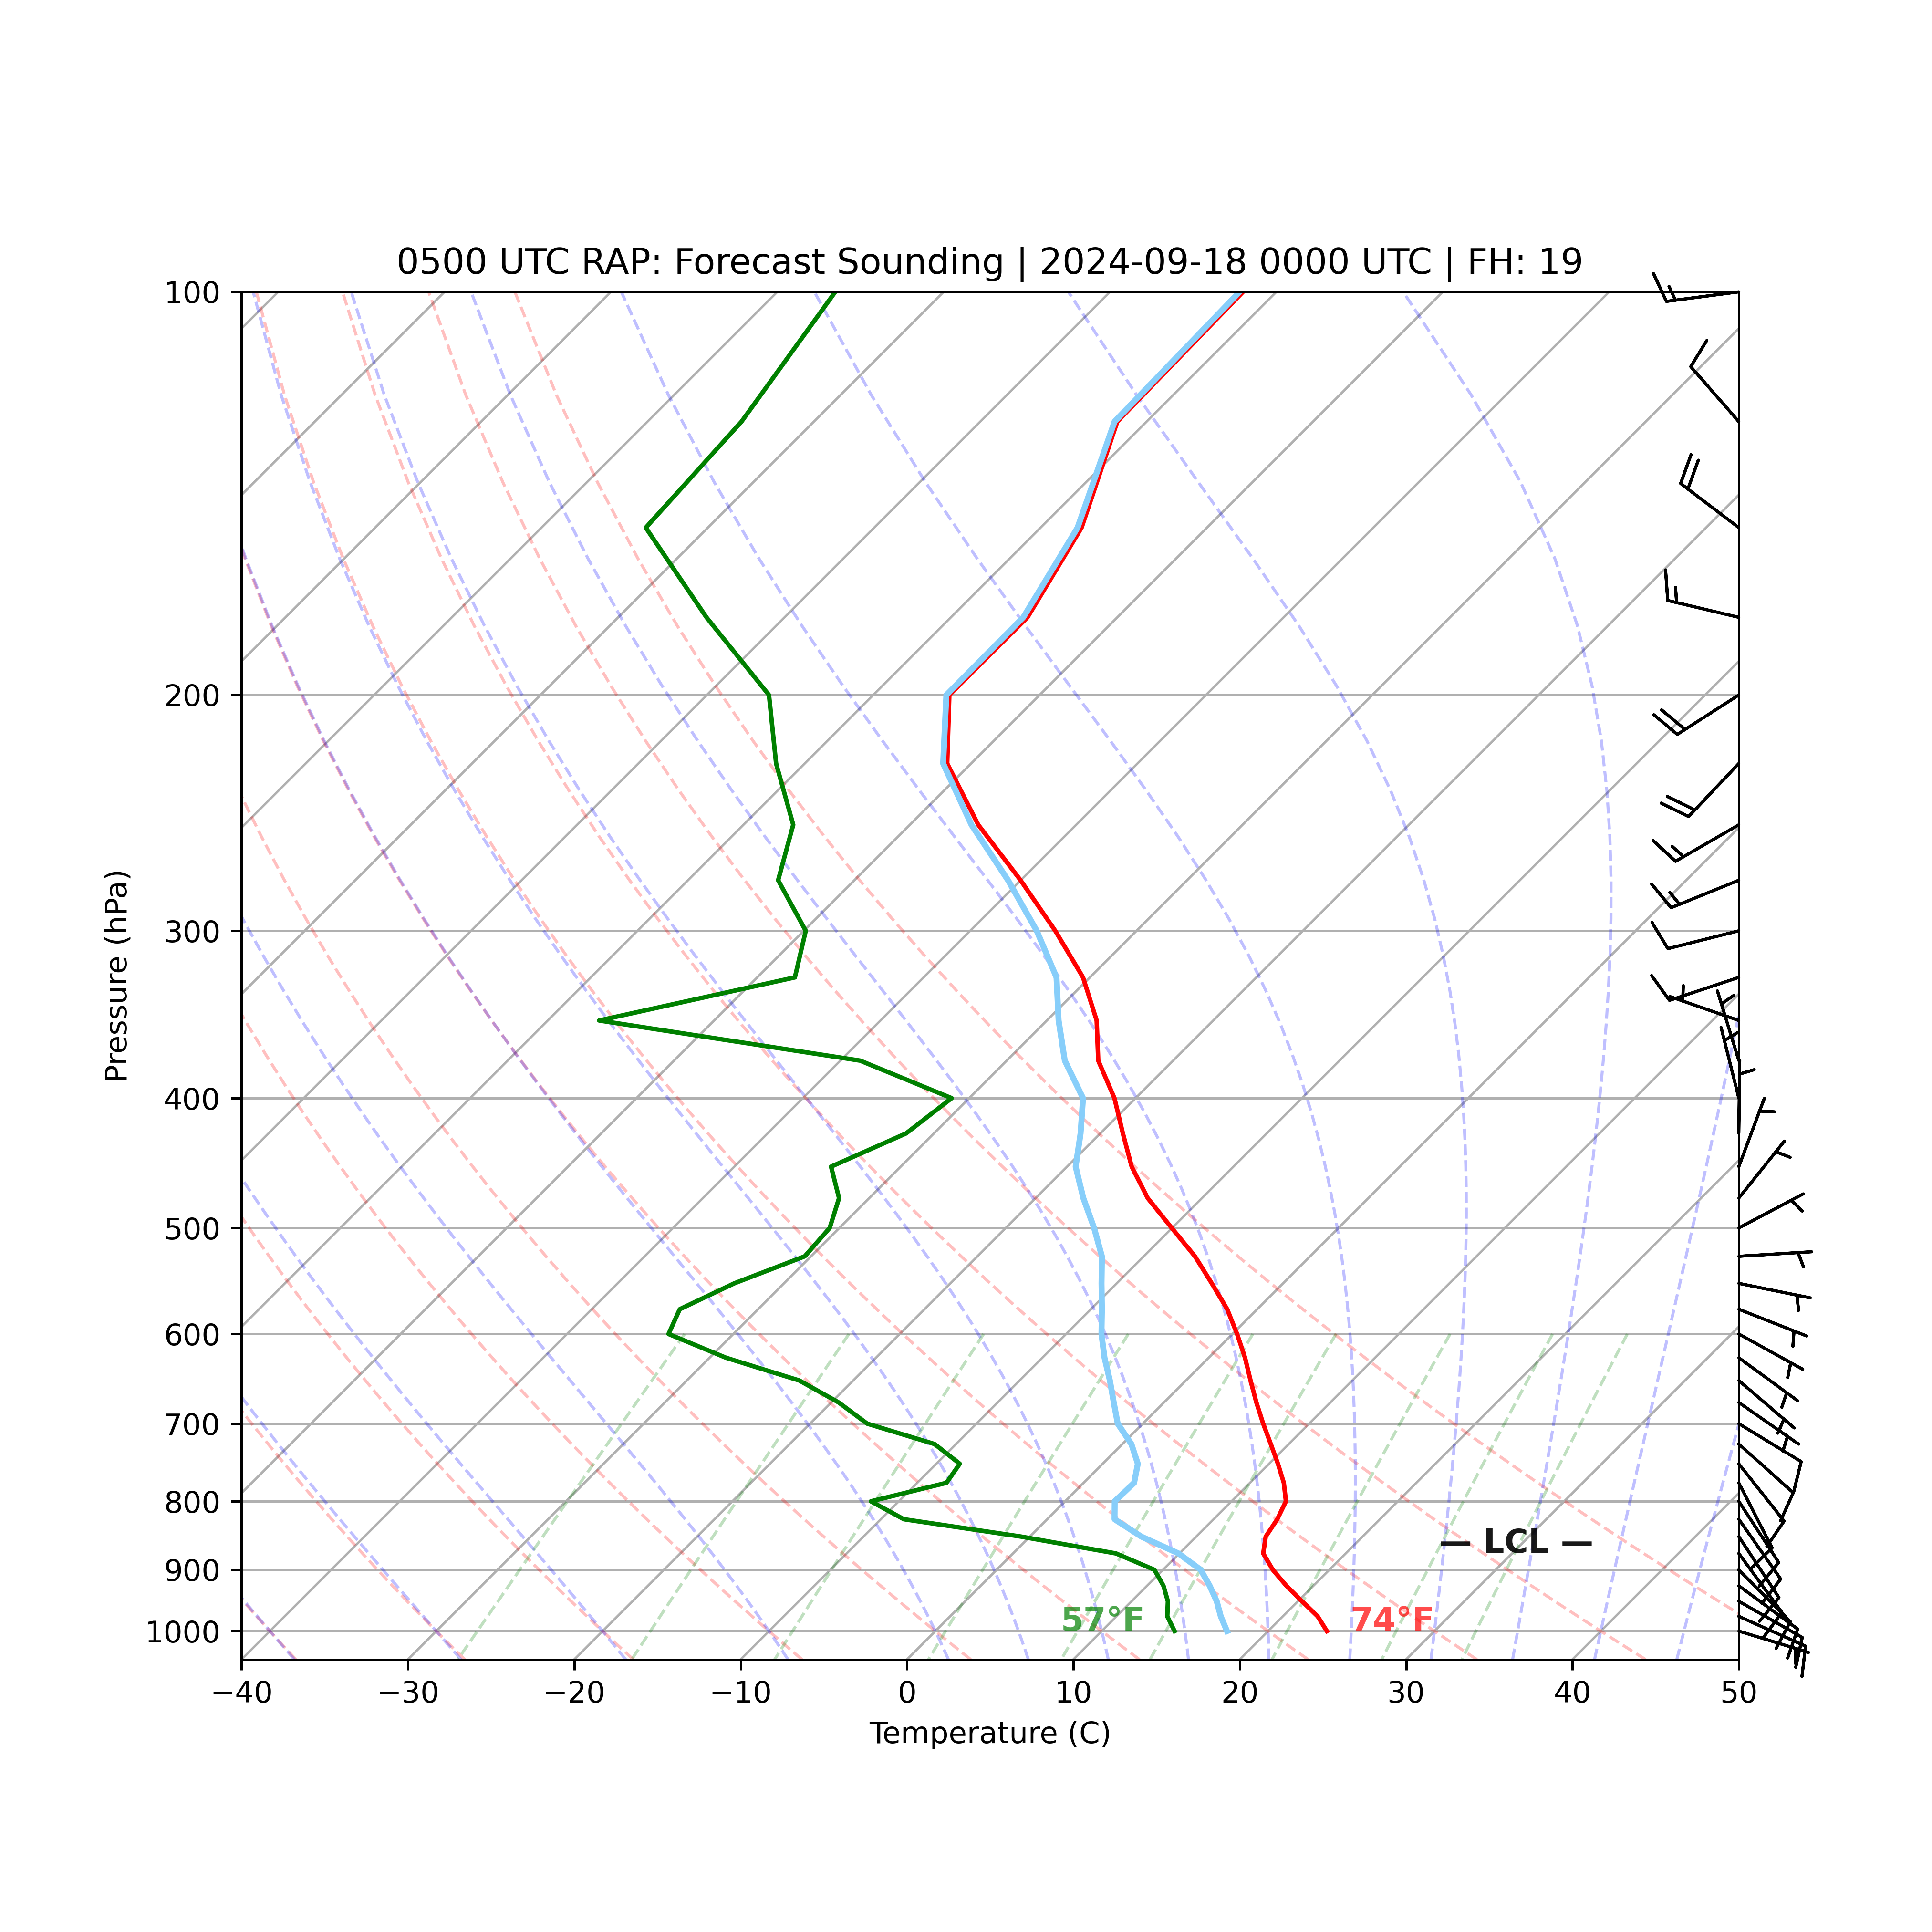 0500 UTC RAP: Forecast Sounding | 2024-09-18 0000 UTC | FH: 19
100
200
300
400
500
600
700
800
900
1000
Pressure (hPa)
— LCL —
57°F
74°F
−40 −30 −20 −10 0 10 20 30 40 50
Temperature (C)